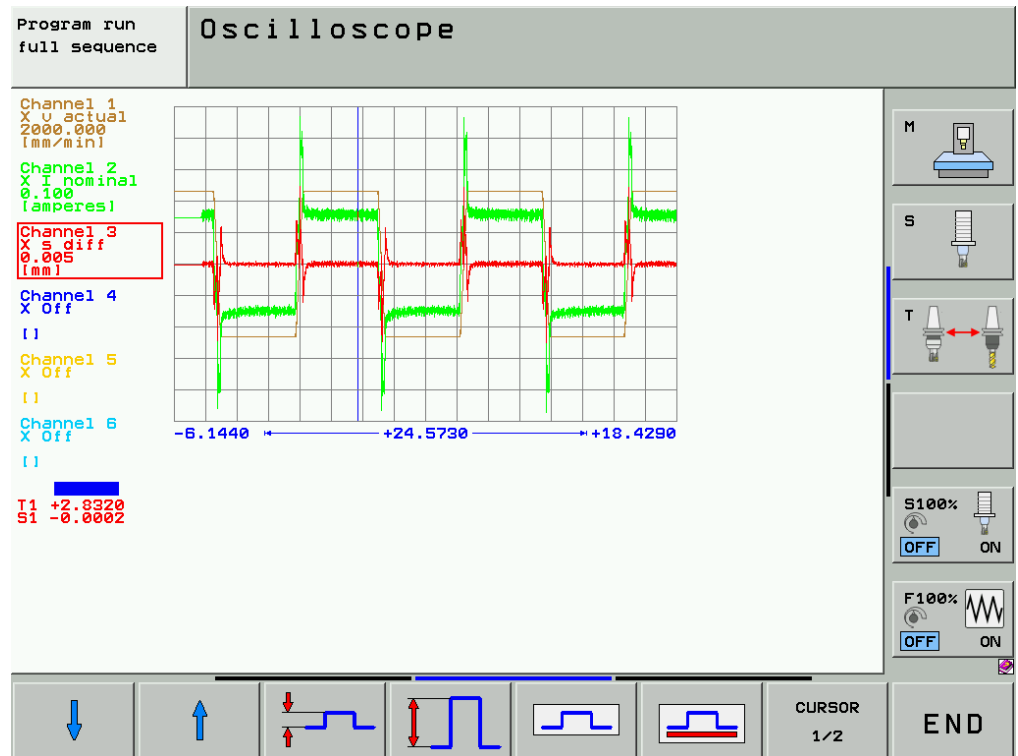 Program run
full sequence
Oscilloscope
Channel 1
X v actual
2000.000
[mm/min]
Channel 2
X I nominal
0.100
[amperes]
Channel 3
X s diff
0.005
[mm]
Channel 4
X Off
[]
Channel 5
X Off
[]
Channel 6
X Off
[]
T1 +2.8320
S1 -0.0002
-6.1440 +24.5730 +18.4290
M
S
T
S100%
OFF ON
F100%
OFF ON
CURSOR
1/2
END